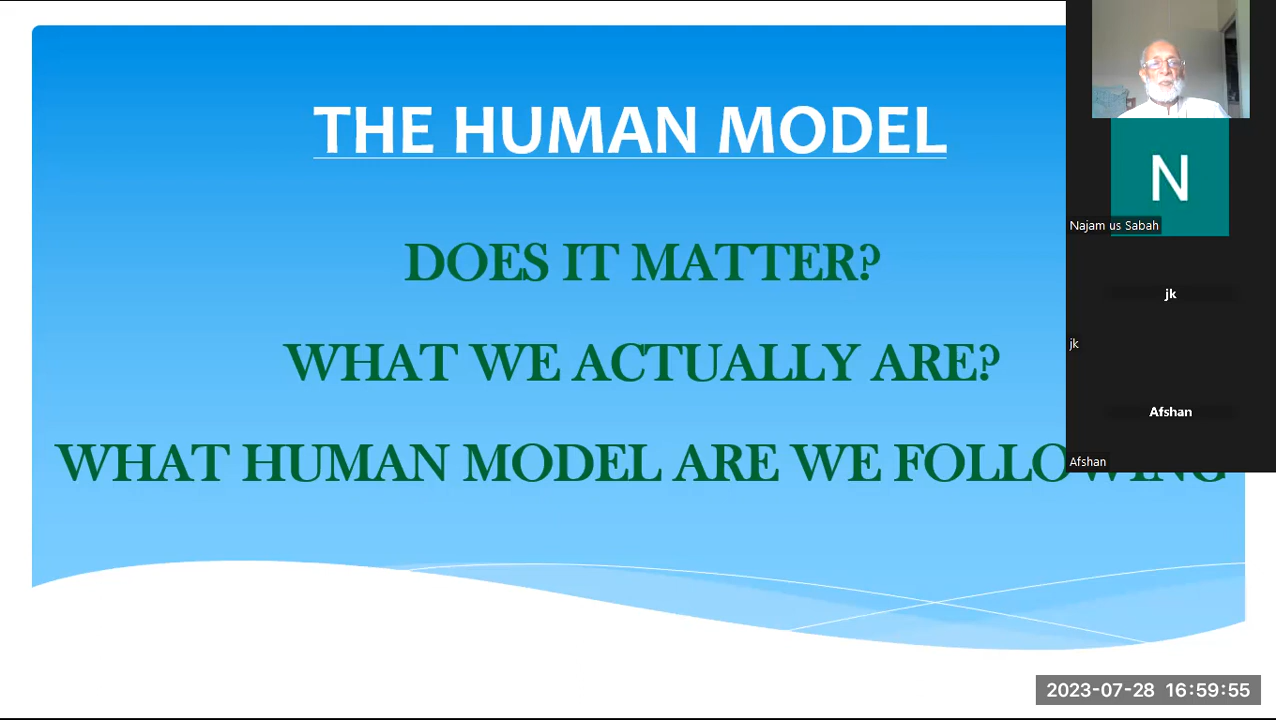 THE HUMAN MODEL
DOES IT MATTER?
WHAT WE ACTUALLY ARE?
WHAT HUMAN MODEL ARE WE FOLLOWING
N
Najam us Sabah
jk
jk
Afshan
Afshan
2023-07-28 16:59:55